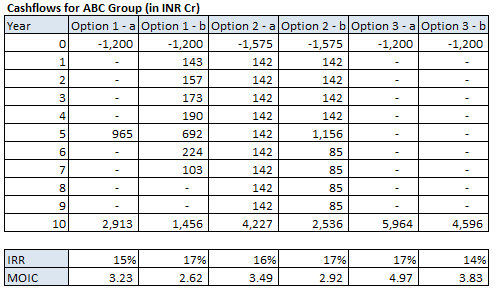 Cashflows for ABC Group (in INR Cr)
Year Option 1 - a Option 1 - b Option 2 - a Option 2 - b Option 3 - a Option 3 - b
0 -1,200 -1,200 -1,575 -1,575 -1,200 -1,200
1 - 143 142 142 - -
2 - 157 142 142 - -
3 - 173 142 142 - -
4 - 190 142 142 - -
5 965 692 142 1,156 - -
6 - 224 142 85 - -
7 - 103 142 85 - -
8 - - 142 85 - -
9 - - 142 85 - -
10 2,913 1,456 4,227 2,536 5,964 4,596
IRR 15% 17% 16% 17% 17% 14%
MOIC 3.23 2.62 3.49 2.92 4.97 3.83